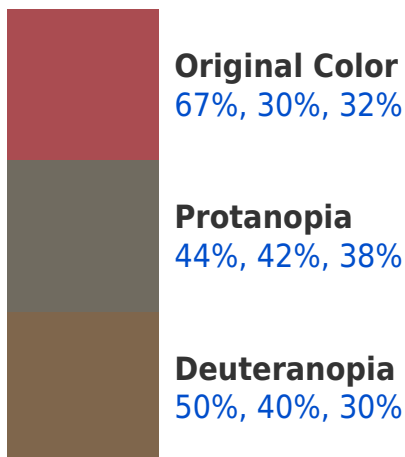 Original Color
67%, 30%, 32%
Protanopia
44%, 42%, 38%
Deuteranopia
50%, 40%, 30%